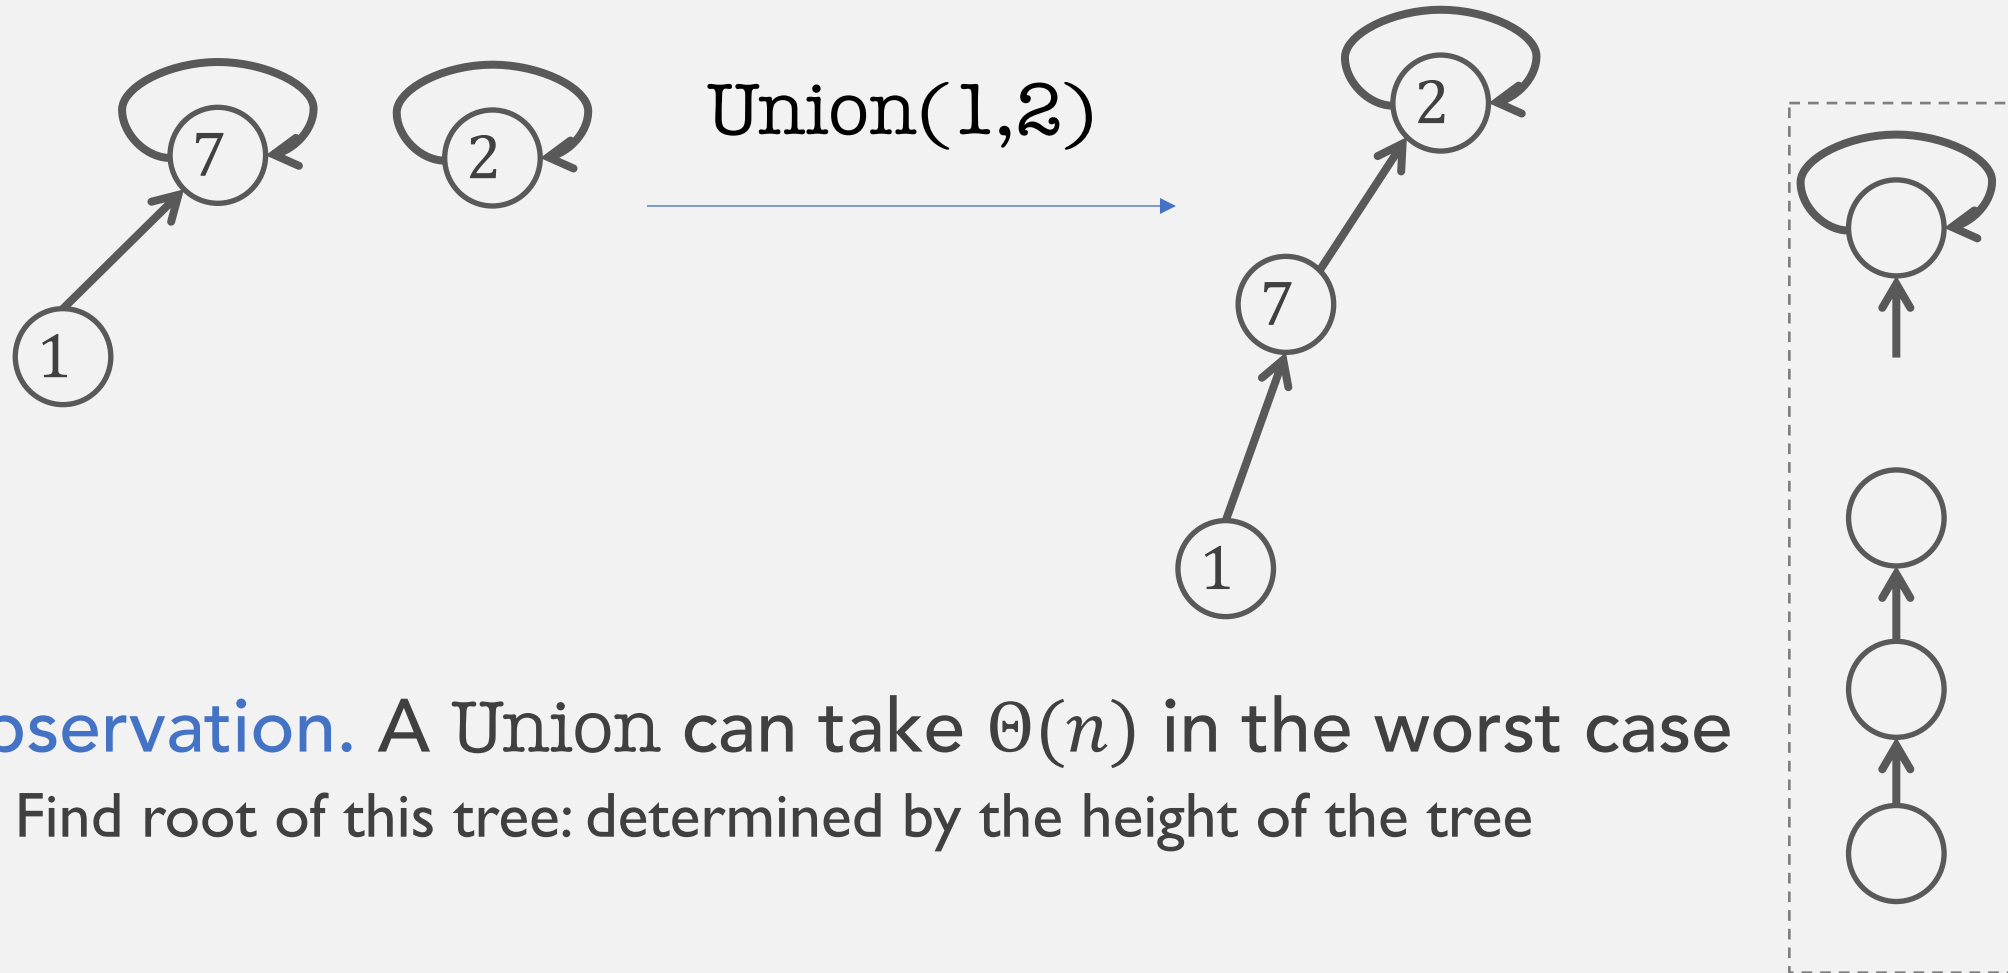 7
2
Union(1,2)
2
1
7
1
bservation. A Union can take Θ(n) in the worst case
Find root of this tree: determined by the height of the tree